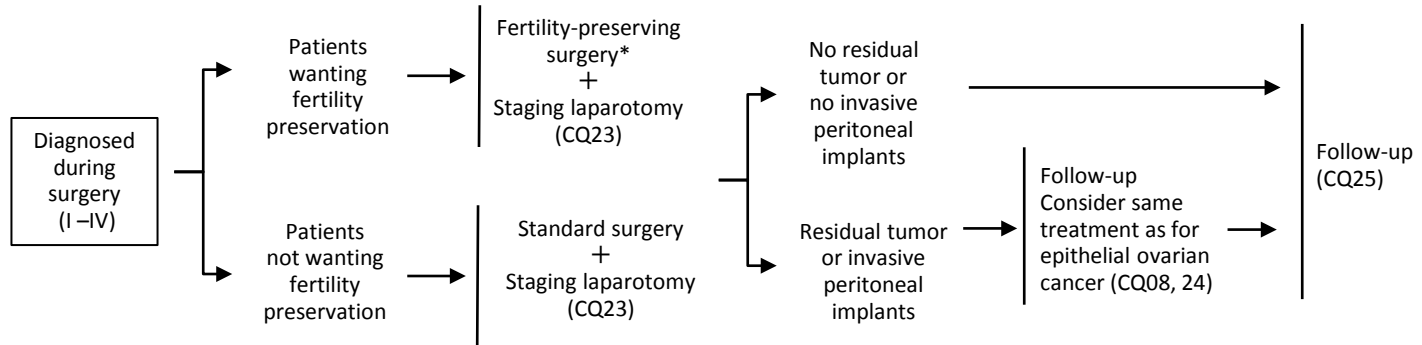 Diagnosed
during
surgery
(I –IV)
Patients
wanting
fertility
preservation
Fertility-preserving
surgery*
+
Staging laparotomy
(CQ23)
Patients
not wanting
fertility
preservation
Standard surgery
+
Staging laparotomy
(CQ23)
No residual
tumor or
no invasive
peritoneal
implants
Residual tumor
or invasive
peritoneal
implants
Follow-up
Consider same
treatment as for
epithelial ovarian
cancer (CQ08, 24)
Follow-up
(CQ25)